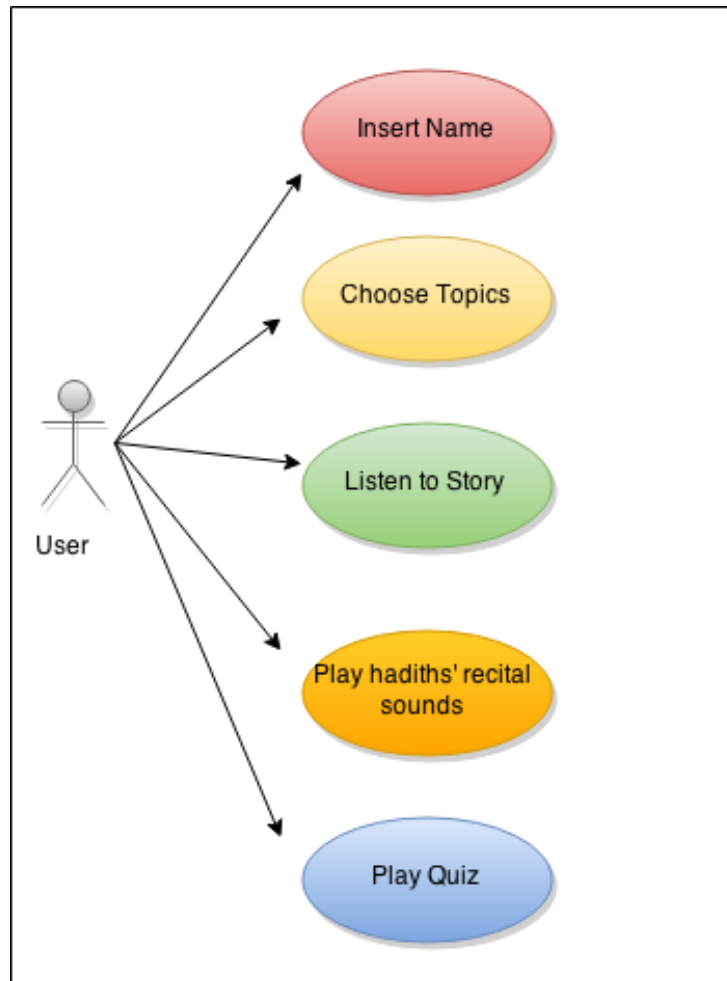 Insert Name
Choose Topics
Listen to Story
User
Play hadiths' recital
sounds
Play Quiz